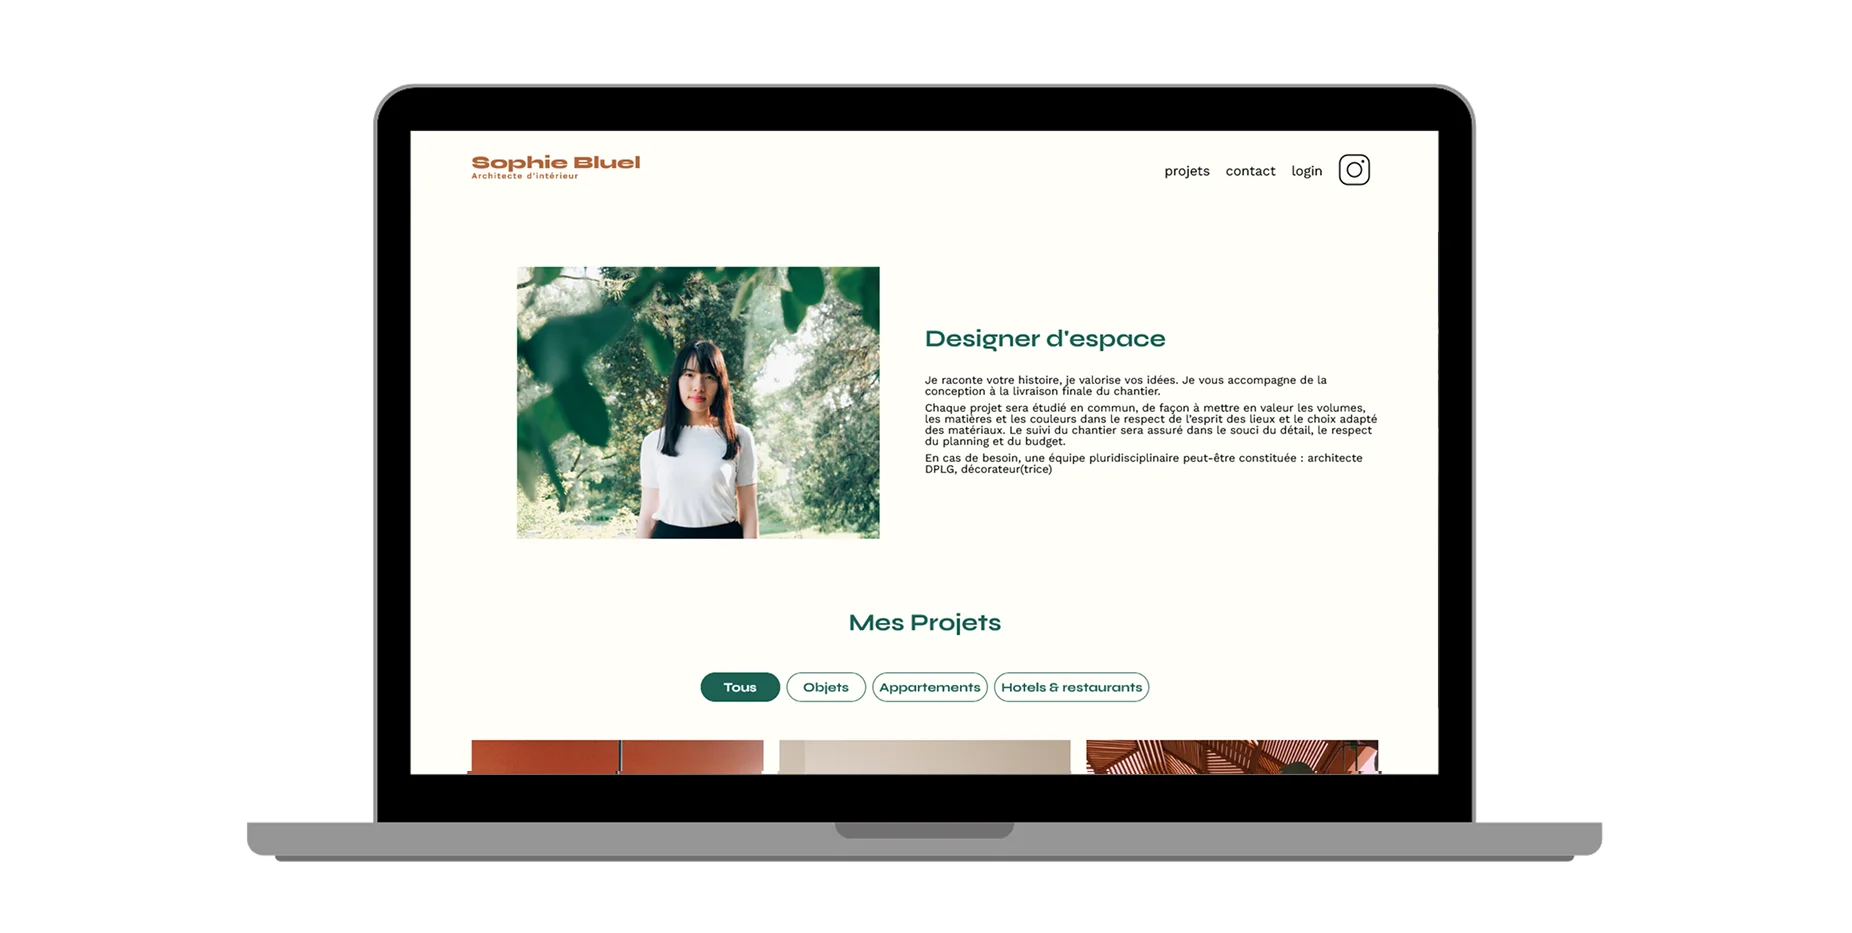 Sophie Bluel
Architecte d'intérieur
projets contact login
Designer d'espace
Je raconte votre histoire, je valorise vos idées. Je vous accompagne de la
conception à la livraison finale du chantier.
Chaque projet sera étudié en commun, de façon à mettre en valeur les volumes,
les matières et les couleurs dans le respect de l'esprit des lieux et le choix adapté
des matériaux. Le suivi du chantier sera assuré dans le souci du détail, le respect
du planning et du budget.
En cas de besoin, une équipe pluridisciplinaire peut-être constituée : architecte
DPLG, décorateur(trice)
Mes Projets
Tous Objets Appartements Hotels & restaurants